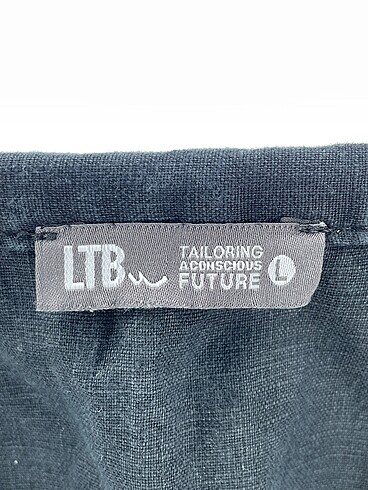 LTB
TAILORING
A CONSCIOUS
FUTURE
L